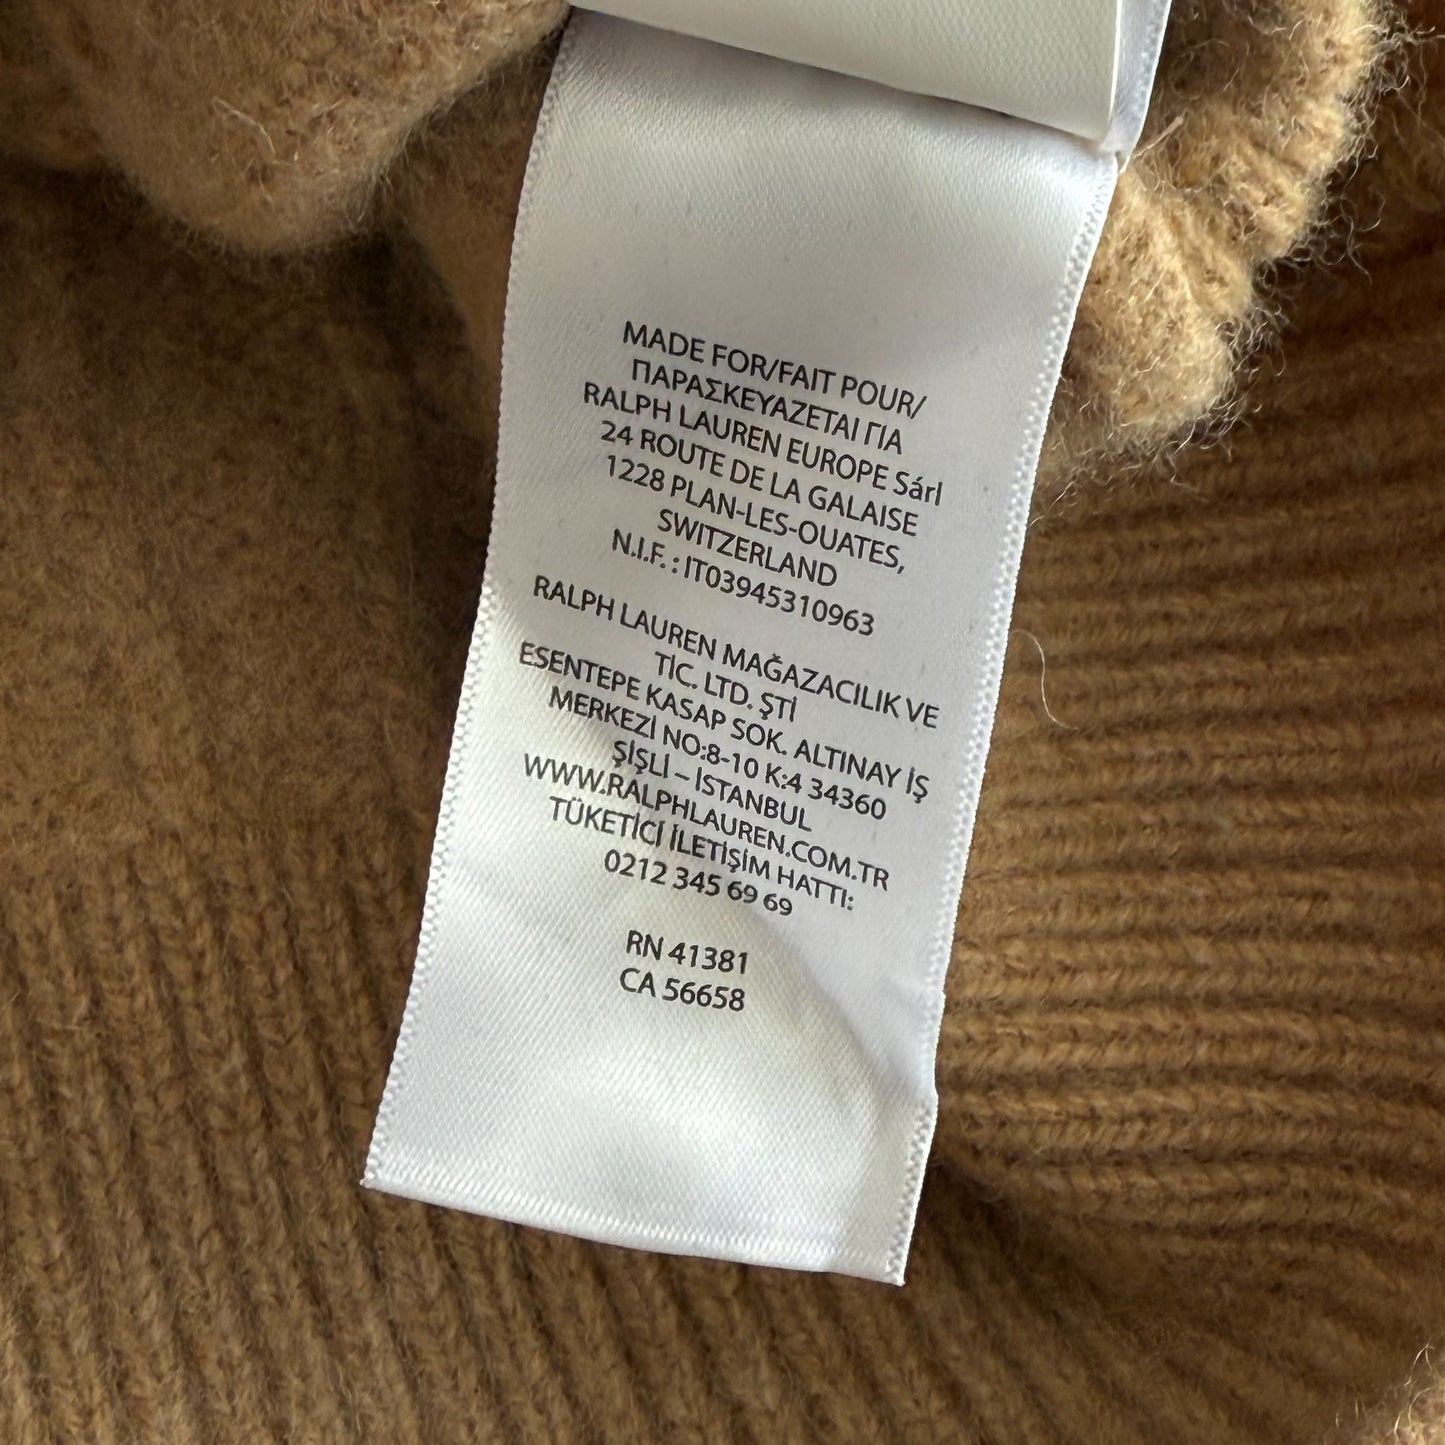 MADE FOR/FAIT POUR/
ΠΑΡΑΣΚΕΥΑΖΕΤΑΙ ΓΙΑ
RALPH LAUREN EUROPE Sárl
24 ROUTE DE LA GALAISE
1228 PLAN-LES-OUATES,
SWITZERLAND
N.I.F. : IT03945310963
RALPH LAUREN MAĞAZACILIK VE
TİC. LTD. ŞTİ
ESENTEPE KASAP SOK. ALTINAY İŞ
MERKEZİ NO:8-10 K:4 34360
ŞİŞLİ – İSTANBUL
WWW.RALPHLAUREN.COM.TR
TÜKETİCİ İLETİŞİM HATTI:
0212 345 69 69
RN 41381
CA 56658